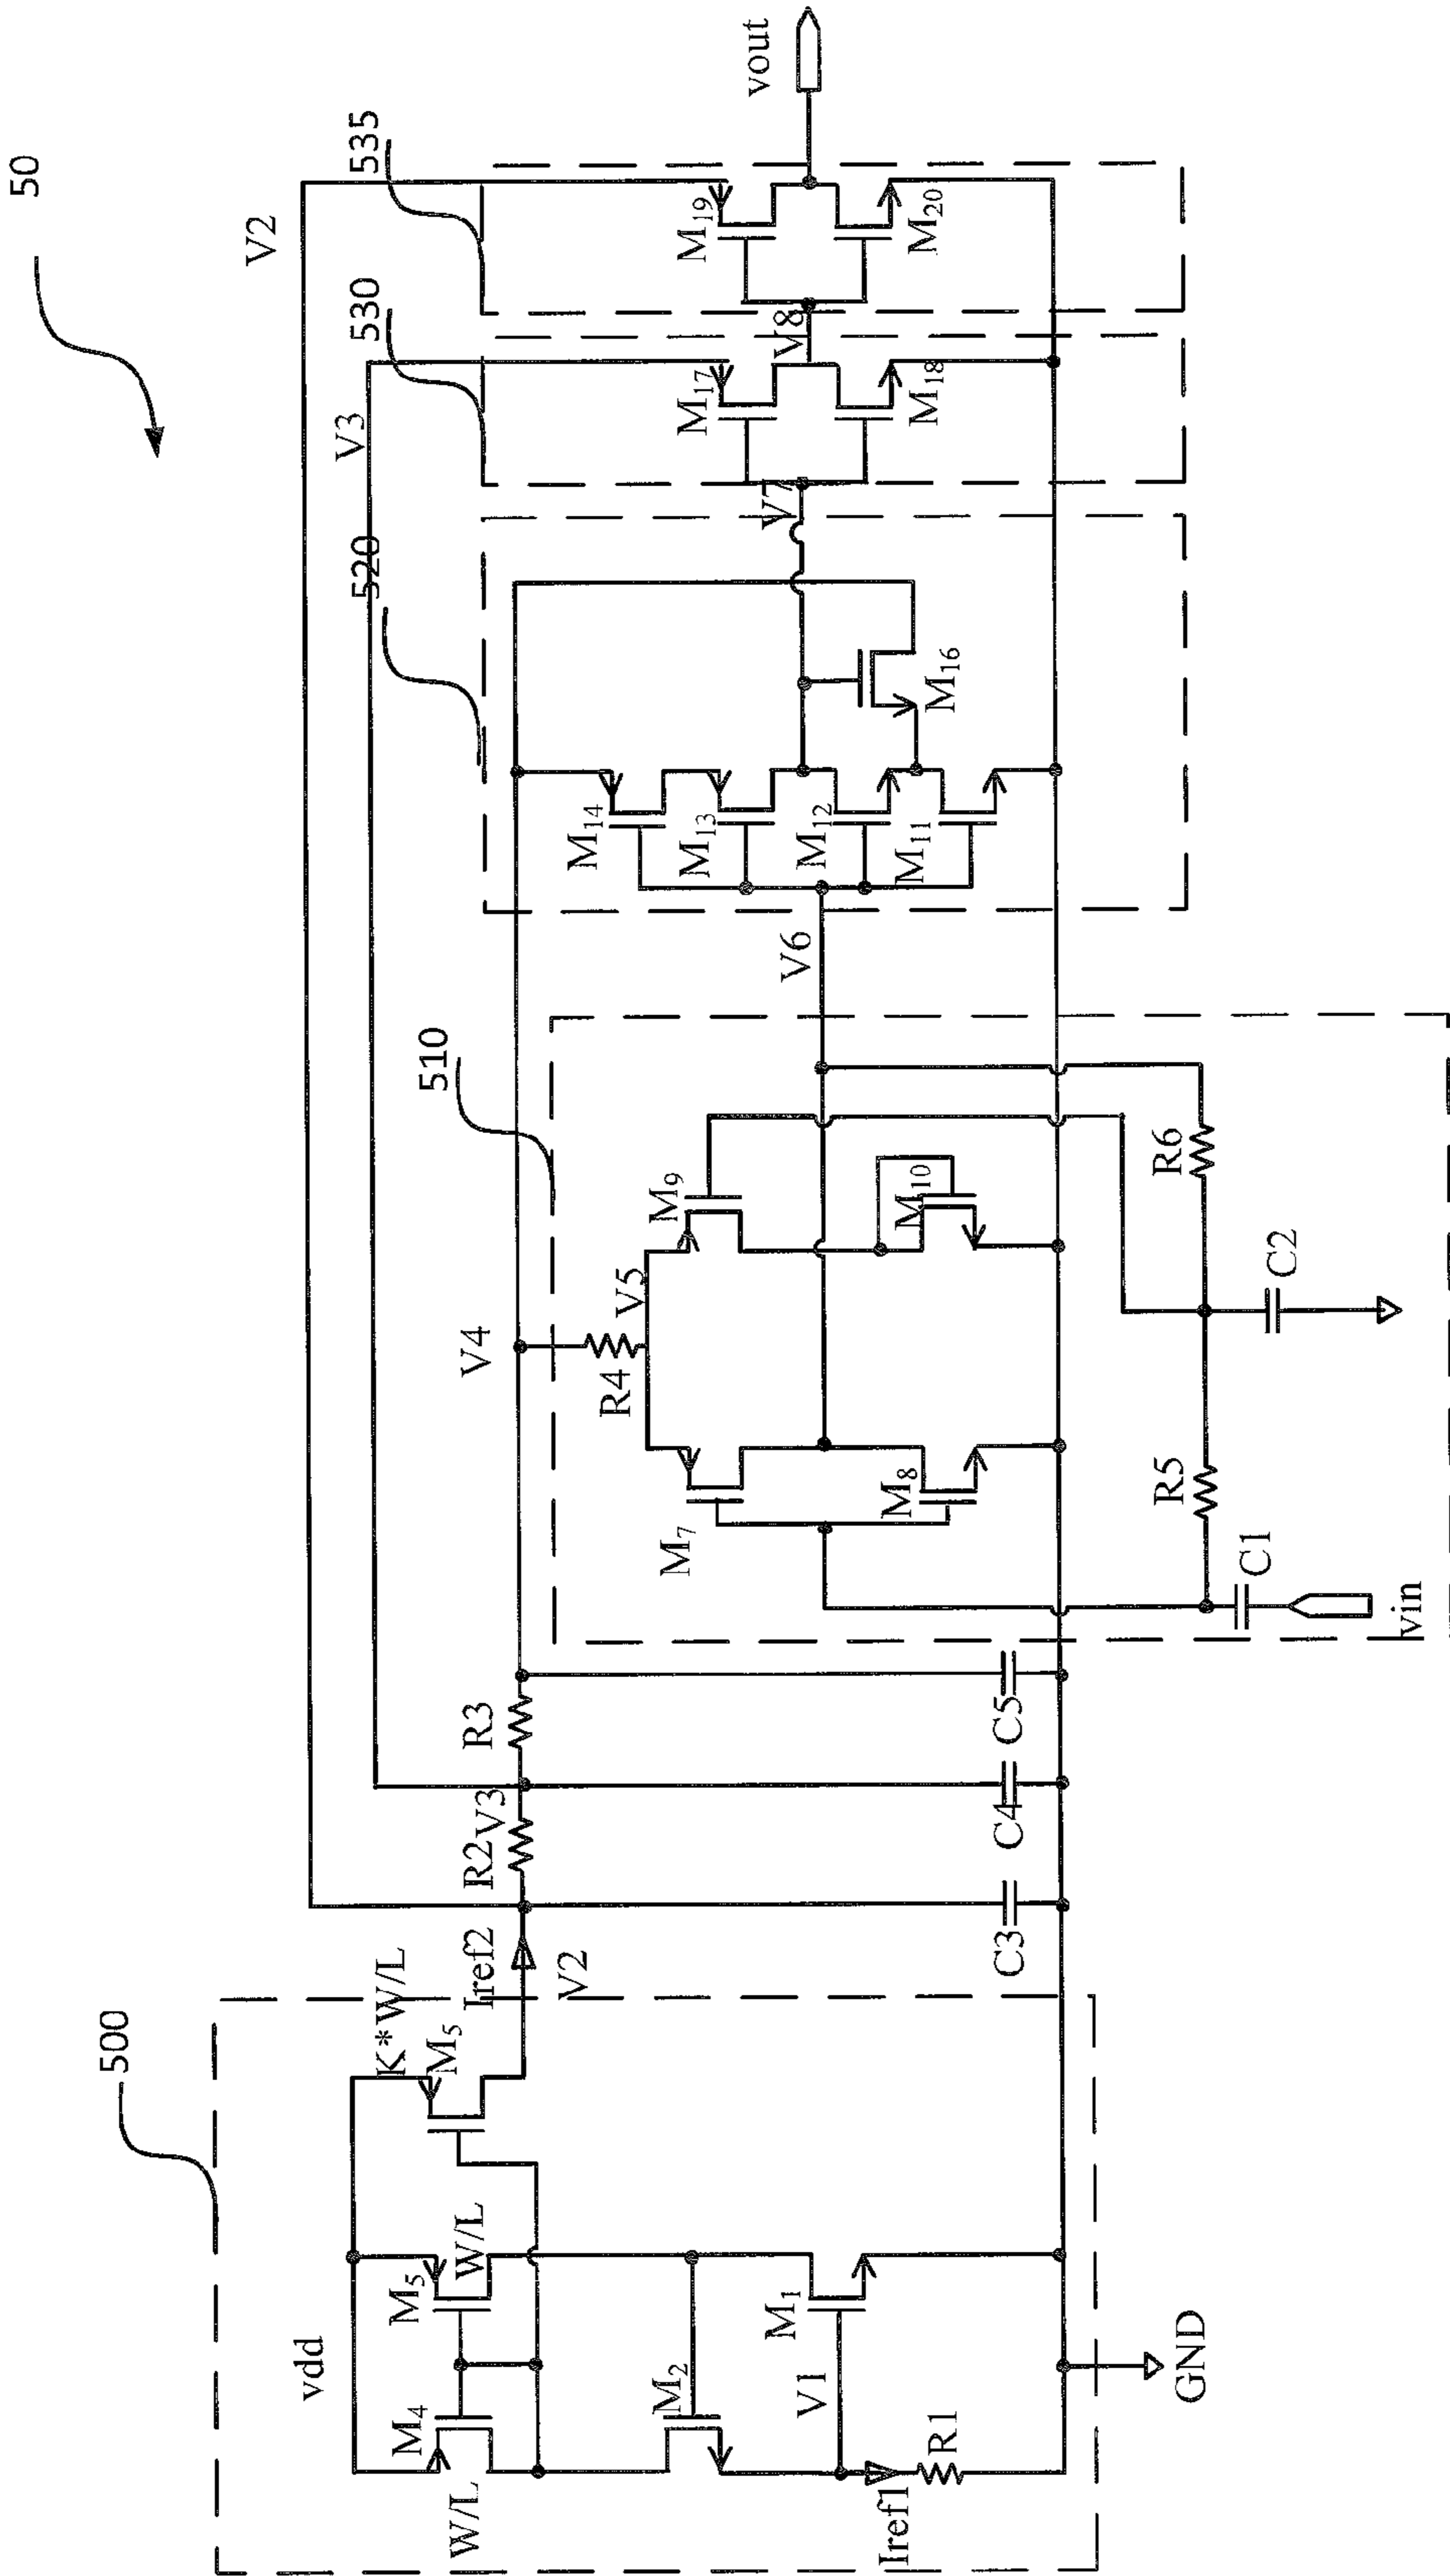 50
500
vdd
M4
W/L
M5
W/L
K*W/L
M5
Iref2
V2
M2
M1
V1
Iref1
R1
GND
R2
V3
R3
C3
C4
C5
V2
V3
V4
510
R4
V5
M7
M8
M9
M10
R5
R6
C1
C2
vin
V6
520
M14
M13
M12
M11
M16
V7
530
M17
M18
V8
535
M19
M20
vout